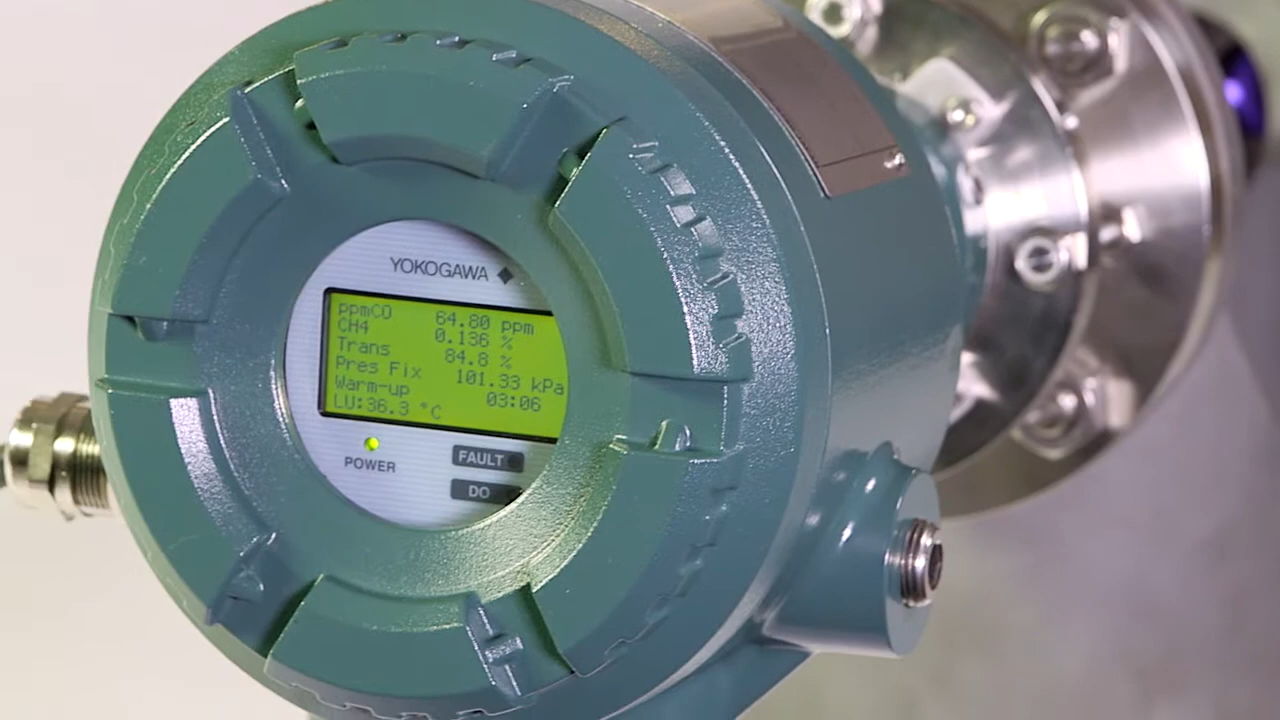 YOKOGAWA
ppmCO 64.80 ppm
CH4 0.136 %
Trans 84.8 %
Pres Fix 101.33 kPa
Warm-up 03:06
LU:36.3 °C
POWER
FAULT
DO